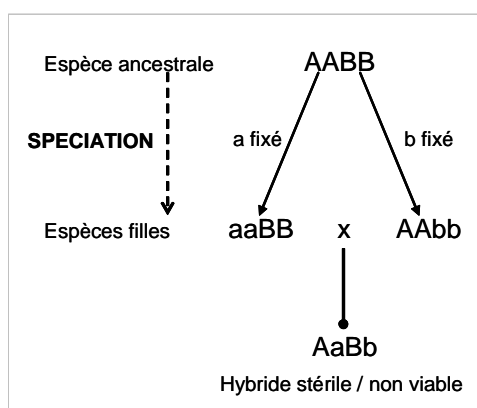 Espèce ancestrale AABB
SPECIATION a fixé b fixé
Espèces filles aaBB x AAbb
AaBb
Hybride stérile / non viable